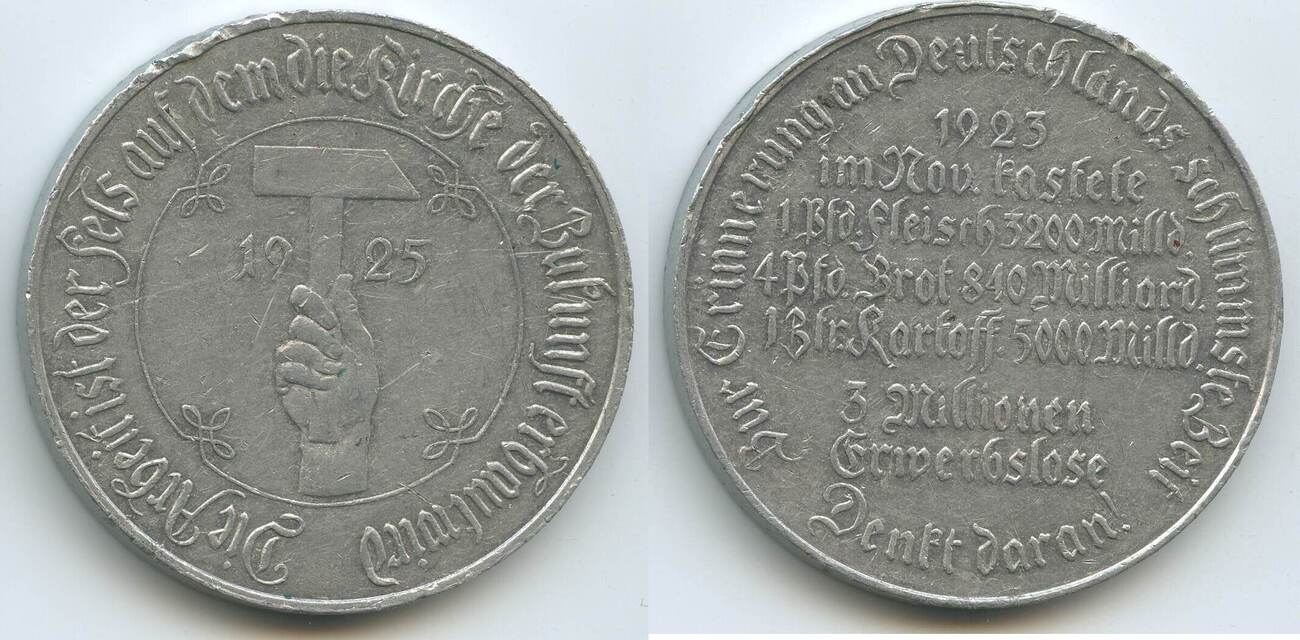 Die Arbeit ist der Fels auf dem die Kirche der Zukunft erbaut wird
19 25
Zur Erinnerung an Deutschlands schlimmste Zeit
1923
im Nov. kostete
1 Pfd. Fleisch 3200 Milld.
4 Pfd. Brot 840 Milliard.
1 Ztr. Kartoff. 5000 Milld.
3 Millionen
Erwerbslose
Denkt daran!